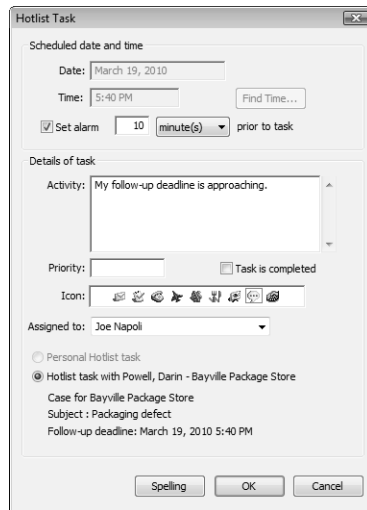 Hotlist Task
Scheduled date and time
Date: March 19, 2010
Time: 5:40 PM Find Time...
Set alarm 10 minute(s) prior to task
Details of task
Activity: My follow-up deadline is approaching.
Priority: Task is completed
Icon:
Assigned to: Joe Napoli
Personal Hotlist task
Hotlist task with Powell, Darin - Bayville Package Store
Case for Bayville Package Store
Subject : Packaging defect
Follow-up deadline: March 19, 2010 5:40 PM
Spelling OK Cancel